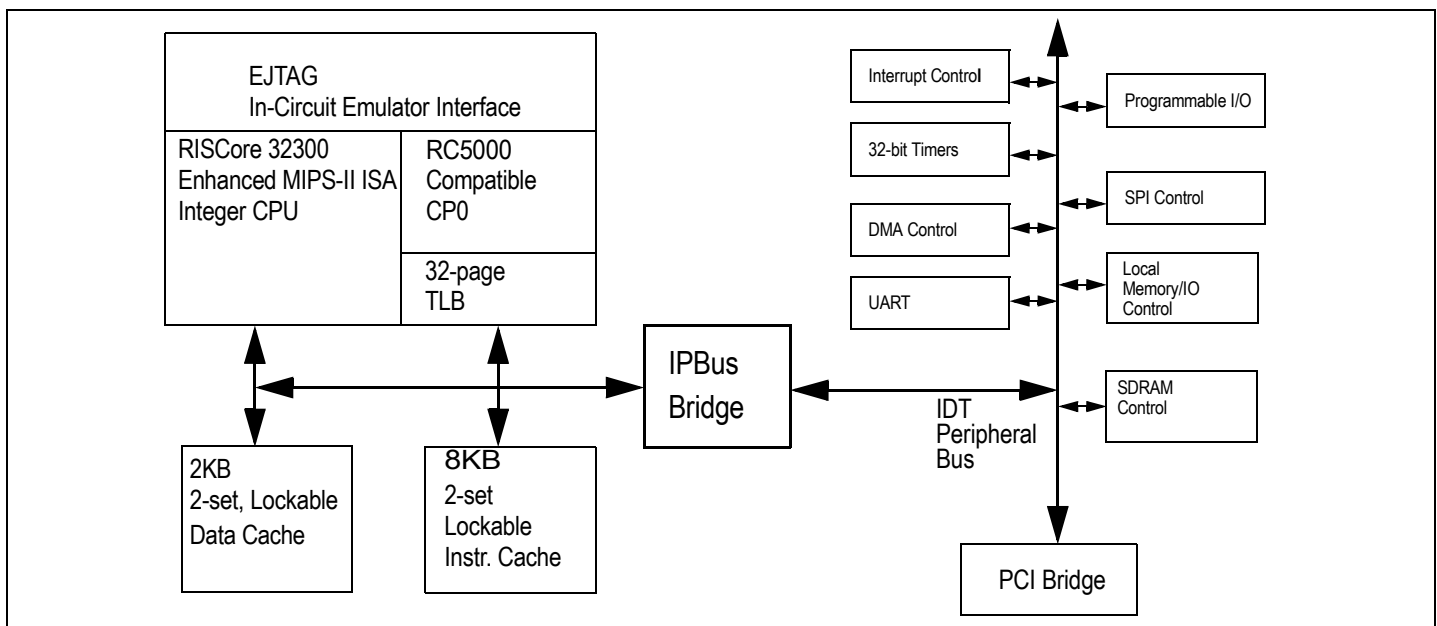 EJTAG
In-Circuit Emulator Interface
RISCore 32300
Enhanced MIPS-II ISA
Integer CPU
RC5000
Compatible
CP0
32-page
TLB
2KB
2-set, Lockable
Data Cache
8KB
2-set
Lockable
Instr. Cache
IPBus
Bridge
IDT
Peripheral
Bus
Interrupt Control
32-bit Timers
DMA Control
UART
Programmable I/O
SPI Control
Local
Memory/IO
Control
SDRAM
Control
PCI Bridge